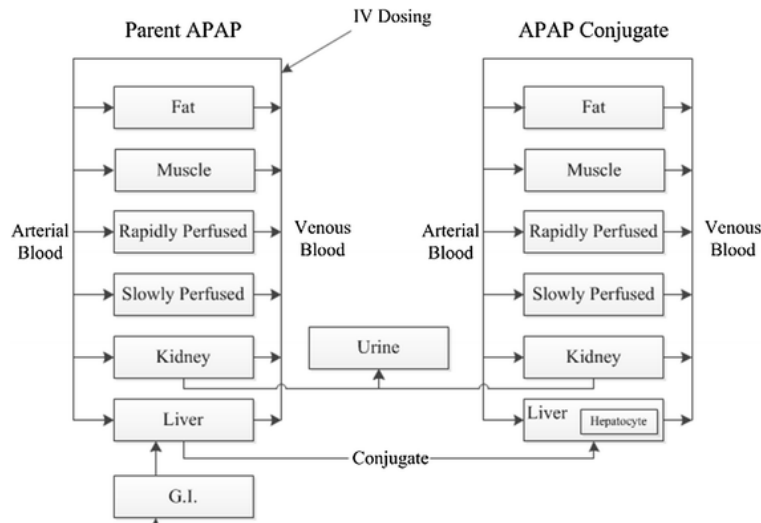 IV Dosing
Parent APAP
APAP Conjugate
Fat
Fat
Muscle
Muscle
Arterial
Blood
Rapidly Perfused
Venous
Blood
Arterial
Blood
Rapidly Perfused
Venous
Blood
Slowly Perfused
Slowly Perfused
Kidney
Urine
Kidney
Liver
Liver
Hepatocyte
Conjugate
G.I.